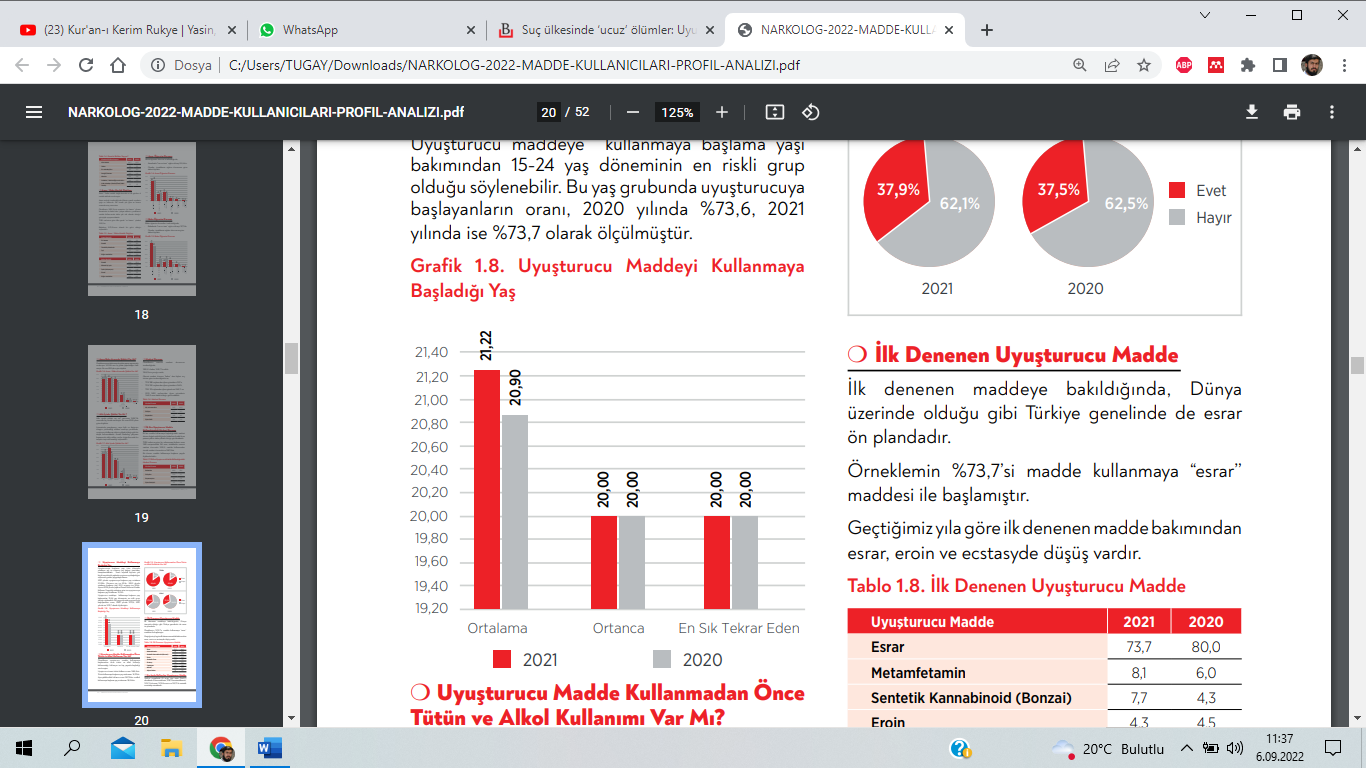 (23) Kur'an-ı Kerim Rukye | Yasin,
WhatsApp
Suç ülkesinde 'ucuz' ölümler: Uyu
NARKOLOG-2022-MADDE-KULLA
Dosya
C:/Users/TUGAY/Downloads/NARKOLOG-2022-MADDE-KULLANICILARI-PROFIL-ANALIZI.pdf
ABP
NARKOLOG-2022-MADDE-KULLANICILARI-PROFIL-ANALIZI.pdf
20 / 52
125%
18
19
20
Uyuşturucu maddeye kullanmaya başlama yaşı
bakımından 15-24 yaş döneminin en riskli grup
olduğu söylenebilir. Bu yaş grubunda uyuşturucuya
başlayanların oranı, 2020 yılında %73,6, 2021
yılında ise %73,7 olarak ölçülmüştür.
Grafik 1.8. Uyuşturucu Maddeyi Kullanmaya
Başladığı Yaş
21,40
21,20
21,00
20,80
20,60
20,40
20,20
20,00
19,80
19,60
19,40
19,20
21,22
20,90
20,00
20,00
20,00
20,00
Ortalama
Ortanca
En Sık Tekrar Eden
2021
2020
❍ Uyuşturucu Madde Kullanmadan Önce
Tütün ve Alkol Kullanımı Var Mı?
37,9%
62,1%
37,5%
62,5%
Evet
Hayır
2021
2020
❍ İlk Denenen Uyuşturucu Madde
İlk denenen maddeye bakıldığında, Dünya
üzerinde olduğu gibi Türkiye genelinde de esrar
ön plandadır.
Örneklemin %73,7'si madde kullanmaya “esrar”
maddesi ile başlamıştır.
Geçtiğimiz yıla göre ilk denenen madde bakımından
esrar, eroin ve ecstasyde düşüş vardır.
Tablo 1.8. İlk Denenen Uyuşturucu Madde
Uyuşturucu Madde 2021 2020
Esrar 73,7 80,0
Metamfetamin 8,1 6,0
Sentetik Kannabinoid (Bonzai) 7,7 4,3
Eroin 4,3 4,5
20°C Bulutlu
11:37
6.09.2022